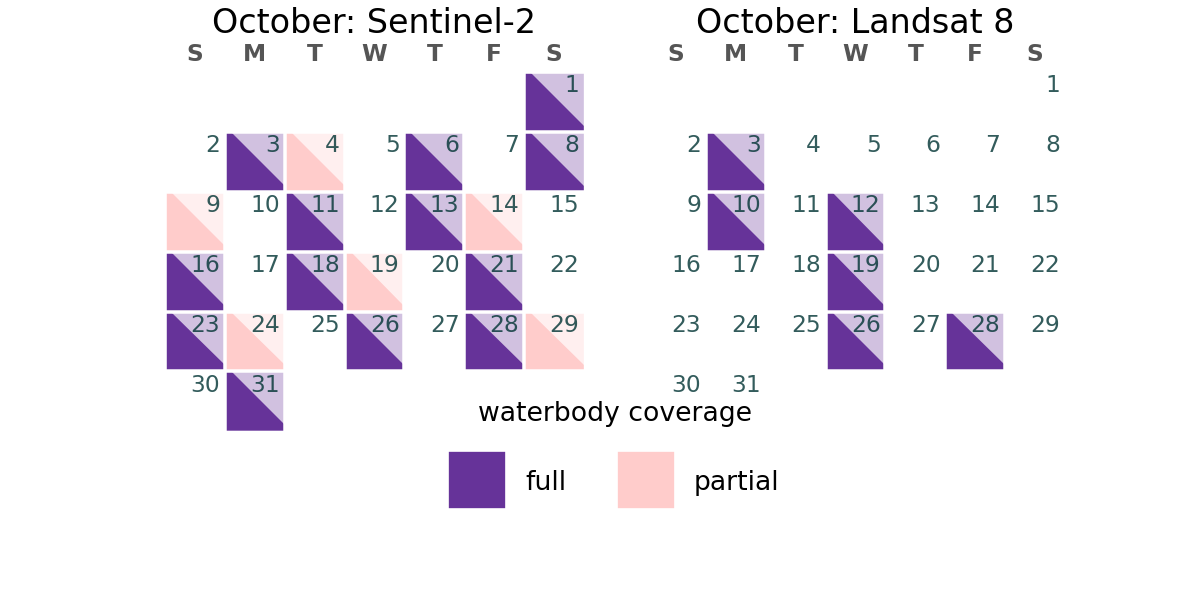 October: Sentinel-2
S M T W T F S
1
2 3 4 5 6 7 8
9 10 11 12 13 14 15
16 17 18 19 20 21 22
23 24 25 26 27 28 29
30 31
October: Landsat 8
S M T W T F S
1
2 3 4 5 6 7 8
9 10 11 12 13 14 15
16 17 18 19 20 21 22
23 24 25 26 27 28 29
30 31
waterbody coverage
full
partial